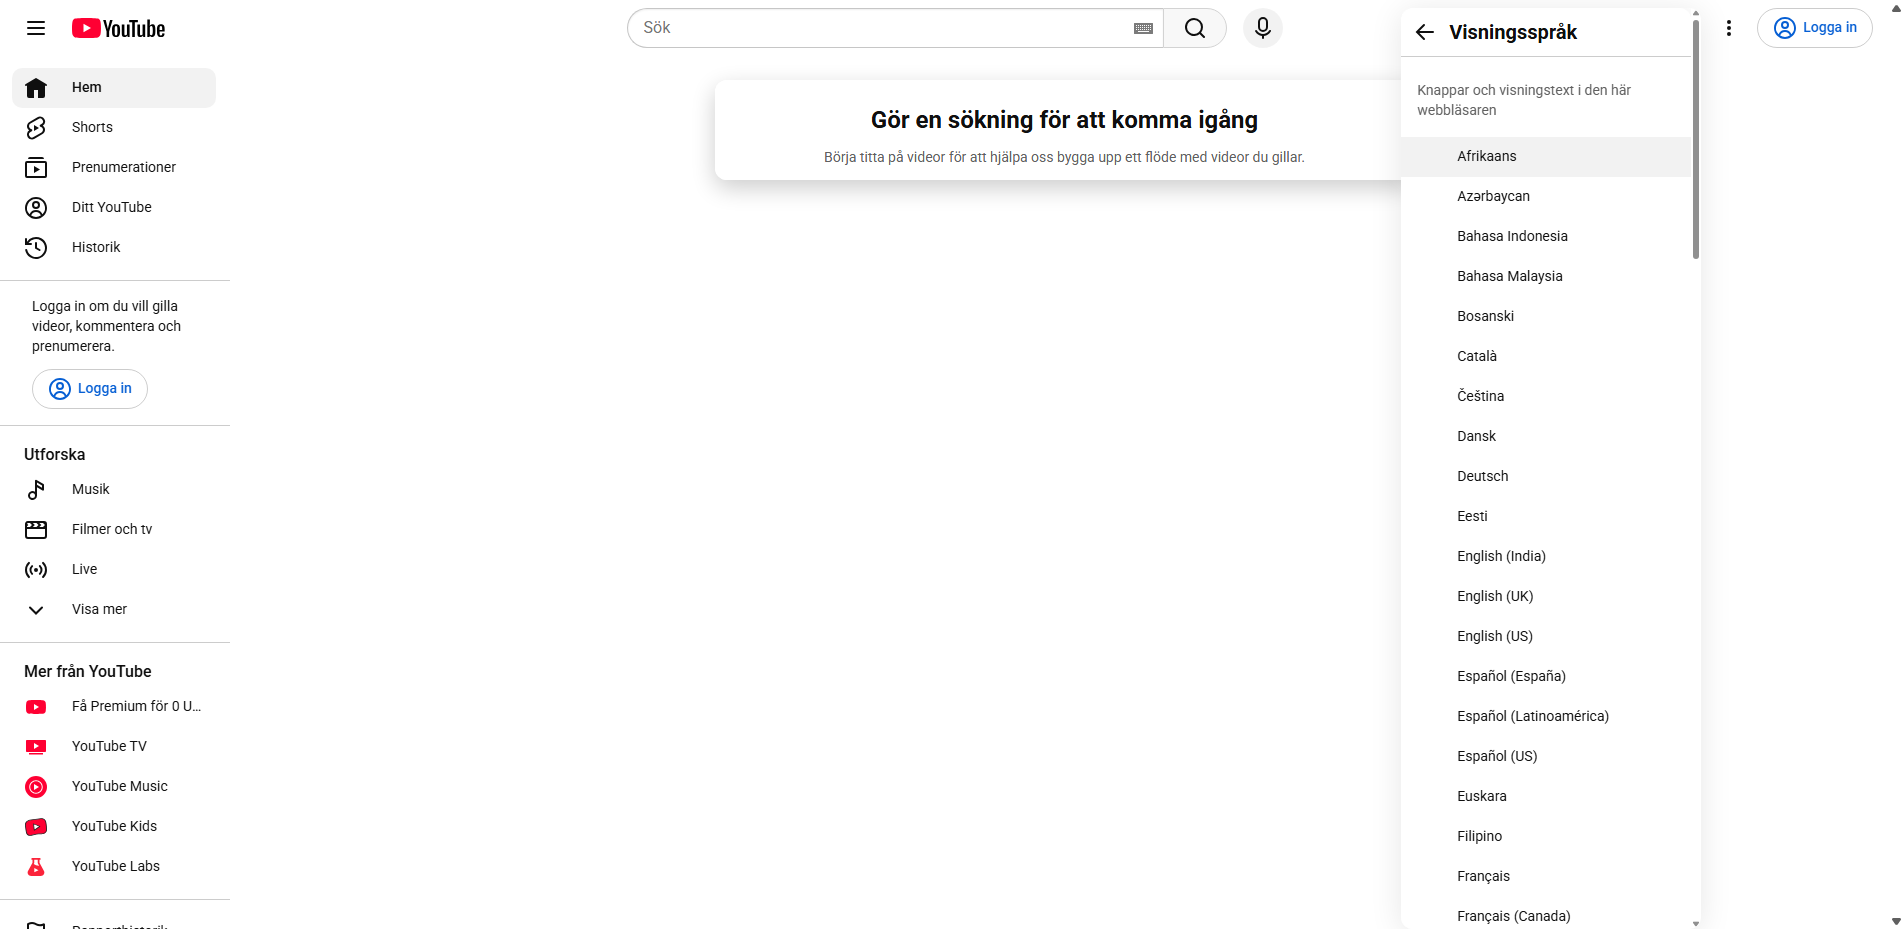 YouTube
Sök
Logga in
Hem
Shorts
Prenumerationer
Ditt YouTube
Historik
Logga in om du vill gilla
videor, kommentera och
prenumerera.
Logga in
Utforska
Musik
Filmer och tv
Live
Visa mer
Mer från YouTube
Få Premium för 0 U...
YouTube TV
YouTube Music
YouTube Kids
YouTube Labs
Gör en sökning för att komma igång
Börja titta på videor för att hjälpa oss bygga upp ett flöde med videor du gillar.
Visningsspråk
Knappar och visningstext i den här
webbläsaren
Afrikaans
Azərbaycan
Bahasa Indonesia
Bahasa Malaysia
Bosanski
Català
Čeština
Dansk
Deutsch
Eesti
English (India)
English (UK)
English (US)
Español (España)
Español (Latinoamérica)
Español (US)
Euskara
Filipino
Français
Français (Canada)